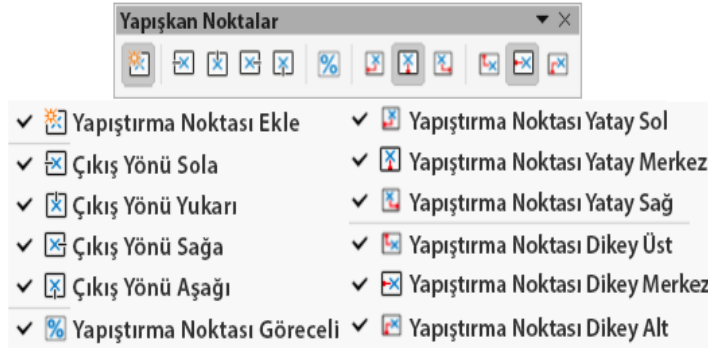 Yapışkan Noktalar
Yapıştırma Noktası Ekle
Çıkış Yönü Sola
Çıkış Yönü Yukarı
Çıkış Yönü Sağa
Çıkış Yönü Aşağı
Yapıştırma Noktası Göreceli
Yapıştırma Noktası Yatay Sol
Yapıştırma Noktası Yatay Merkez
Yapıştırma Noktası Yatay Sağ
Yapıştırma Noktası Dikey Üst
Yapıştırma Noktası Dikey Merkez
Yapıştırma Noktası Dikey Alt